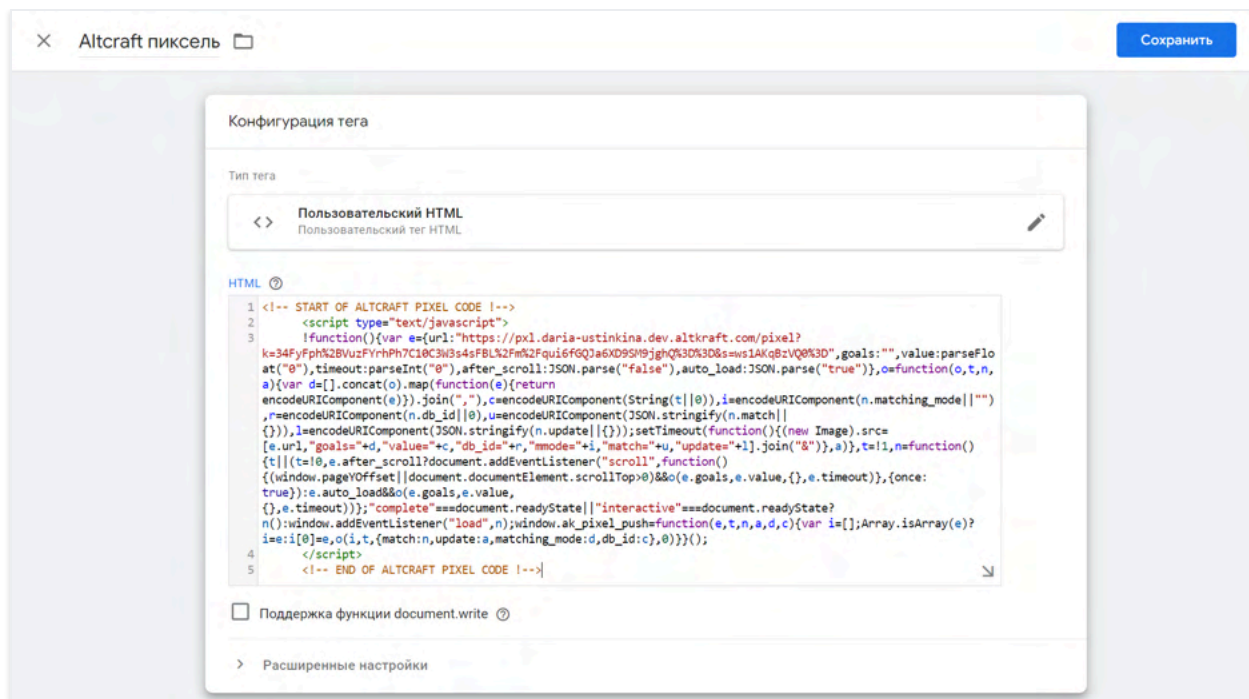 Altcraft пиксель
Сохранить
Конфигурация тега
Тип тега
Пользовательский HTML
Пользовательский тег HTML
HTML
1 <!-- START OF ALTCRAFT PIXEL CODE !-->
2 <script type="text/javascript">
3 !function(){var e={url:"https://pxl.daria-ustinkina.dev.altkraft.com/pixel?
k=34FyFph%2BVuzFYrhPh7C10C3W3s4sFBL%2Fm%2Fqui6fGQJa6XD9SM9jghQ%3D%3D&s=ws1AKqBzVQ0%3D",goals:"",value:parseFlo
at("0"),timeout:parseInt("0"),after_scroll:JSON.parse("false"),auto_load:JSON.parse("true")},o=function(o,t,n,
a){var d=[].concat(o).map(function(e){return
encodeURIComponent(e)}).join(","),c=encodeURIComponent(String(t||0)),i=encodeURIComponent(n.matching_mode||"")
,r=encodeURIComponent(n.db_id||0),u=encodeURIComponent(JSON.stringify(n.match||
{})),l=encodeURIComponent(JSON.stringify(n.update||{}));setTimeout(function(){(new Image).src=
[e.url,"goals="+d,"value="+c,"db_id="+r,"mmode="+i,"match="+u,"update="+l].join("&")},a)},t=!1,n=function()
{t||(t=!0,e.after_scroll?document.addEventListener("scroll",function()
{(window.pageYOffset||document.documentElement.scrollTop>0)&&o(e.goals,e.value,{},e.timeout)},{once:
true}):e.auto_load&&o(e.goals,e.value,
{},e.timeout))};"complete"===document.readyState||"interactive"===document.readyState?
n():window.addEventListener("load",n);window.ak_pixel_push=function(e,t,n,a,d,c){var i=[];Array.isArray(e)?
i=e:i[0]=e,o(i,t,{match:n,update:a,matching_mode:d,db_id:c},0)}}();
4 </script>
5 <!-- END OF ALTCRAFT PIXEL CODE !-->
Поддержка функции document.write
Расширенные настройки